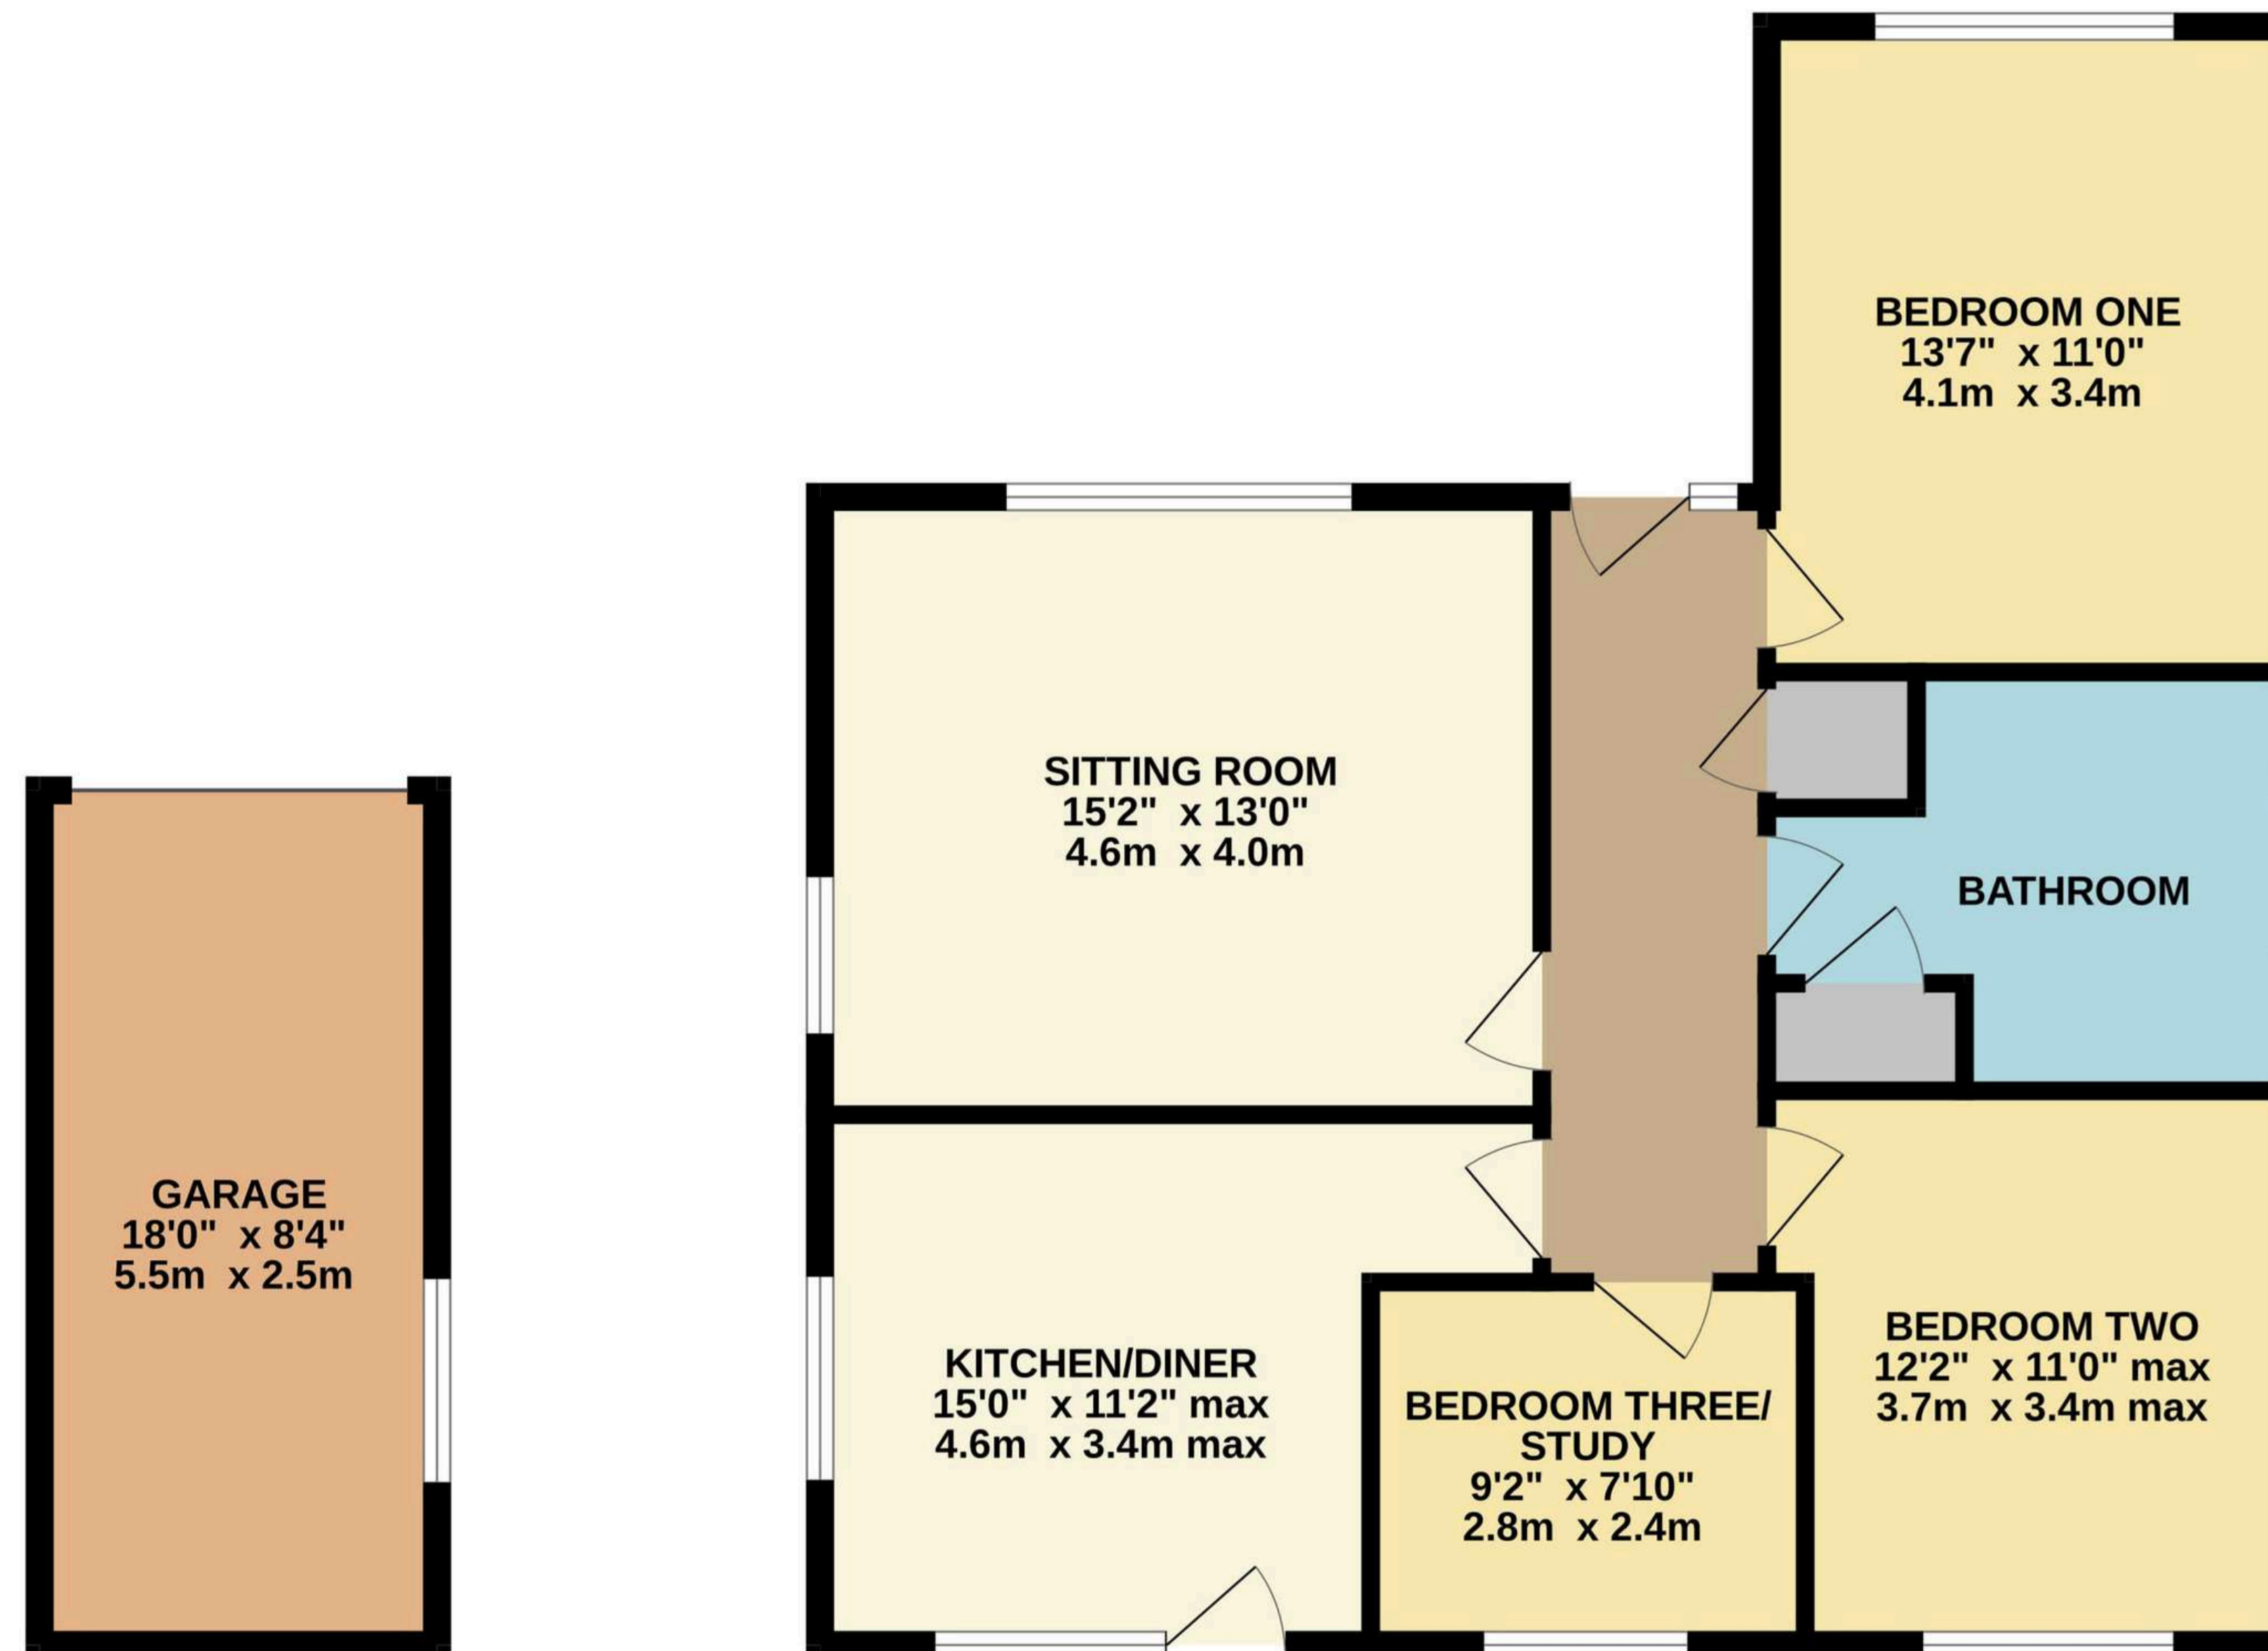 BEDROOM ONE
13'7" x 11'0"
4.1m x 3.4m
SITTING ROOM
15'2" x 13'0"
4.6m x 4.0m
BATHROOM
GARAGE
18'0" x 8'4"
5.5m x 2.5m
KITCHEN/DINER
15'0" x 11'2" max
4.6m x 3.4m max
BEDROOM THREE/
STUDY
9'2" x 7'10"
2.8m x 2.4m
BEDROOM TWO
12'2" x 11'0" max
3.7m x 3.4m max